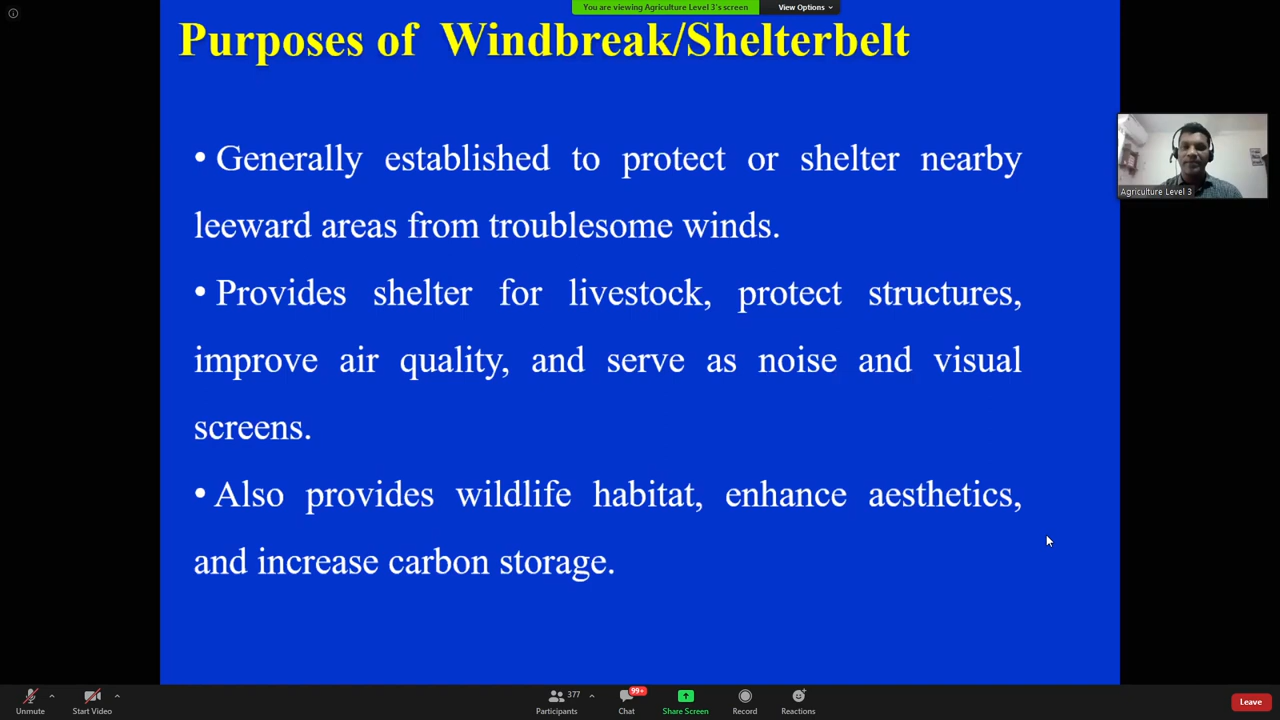 You are viewing Agriculture Level 3's screen
View Options
Purposes of Windbreak/Shelterbelt
• Generally established to protect or shelter nearby
leeward areas from troublesome winds.
• Provides shelter for livestock, protect structures,
improve air quality, and serve as noise and visual
screens.
• Also provides wildlife habitat, enhance aesthetics,
and increase carbon storage.
Agriculture Level 3
Unmute
Start Video
377
Participants
99+
Chat
Share Screen
Record
Reactions
Leave